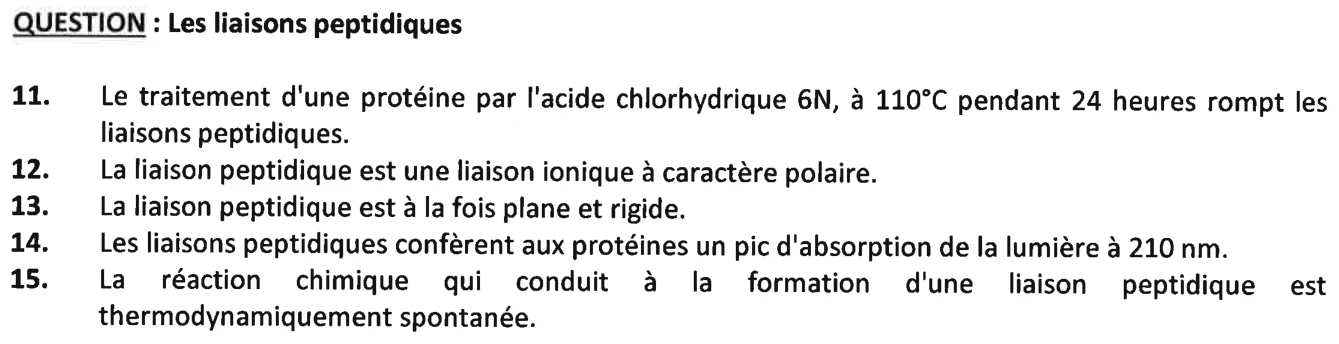 QUESTION : Les liaisons peptidiques
11. Le traitement d'une protéine par l'acide chlorhydrique 6N, à 110°C pendant 24 heures rompt les
liaisons peptidiques.
12. La liaison peptidique est une liaison ionique à caractère polaire.
13. La liaison peptidique est à la fois plane et rigide.
14. Les liaisons peptidiques confèrent aux protéines un pic d'absorption de la lumière à 210 nm.
15. La réaction chimique qui conduit à la formation d'une liaison peptidique est
thermodynamiquement spontanée.